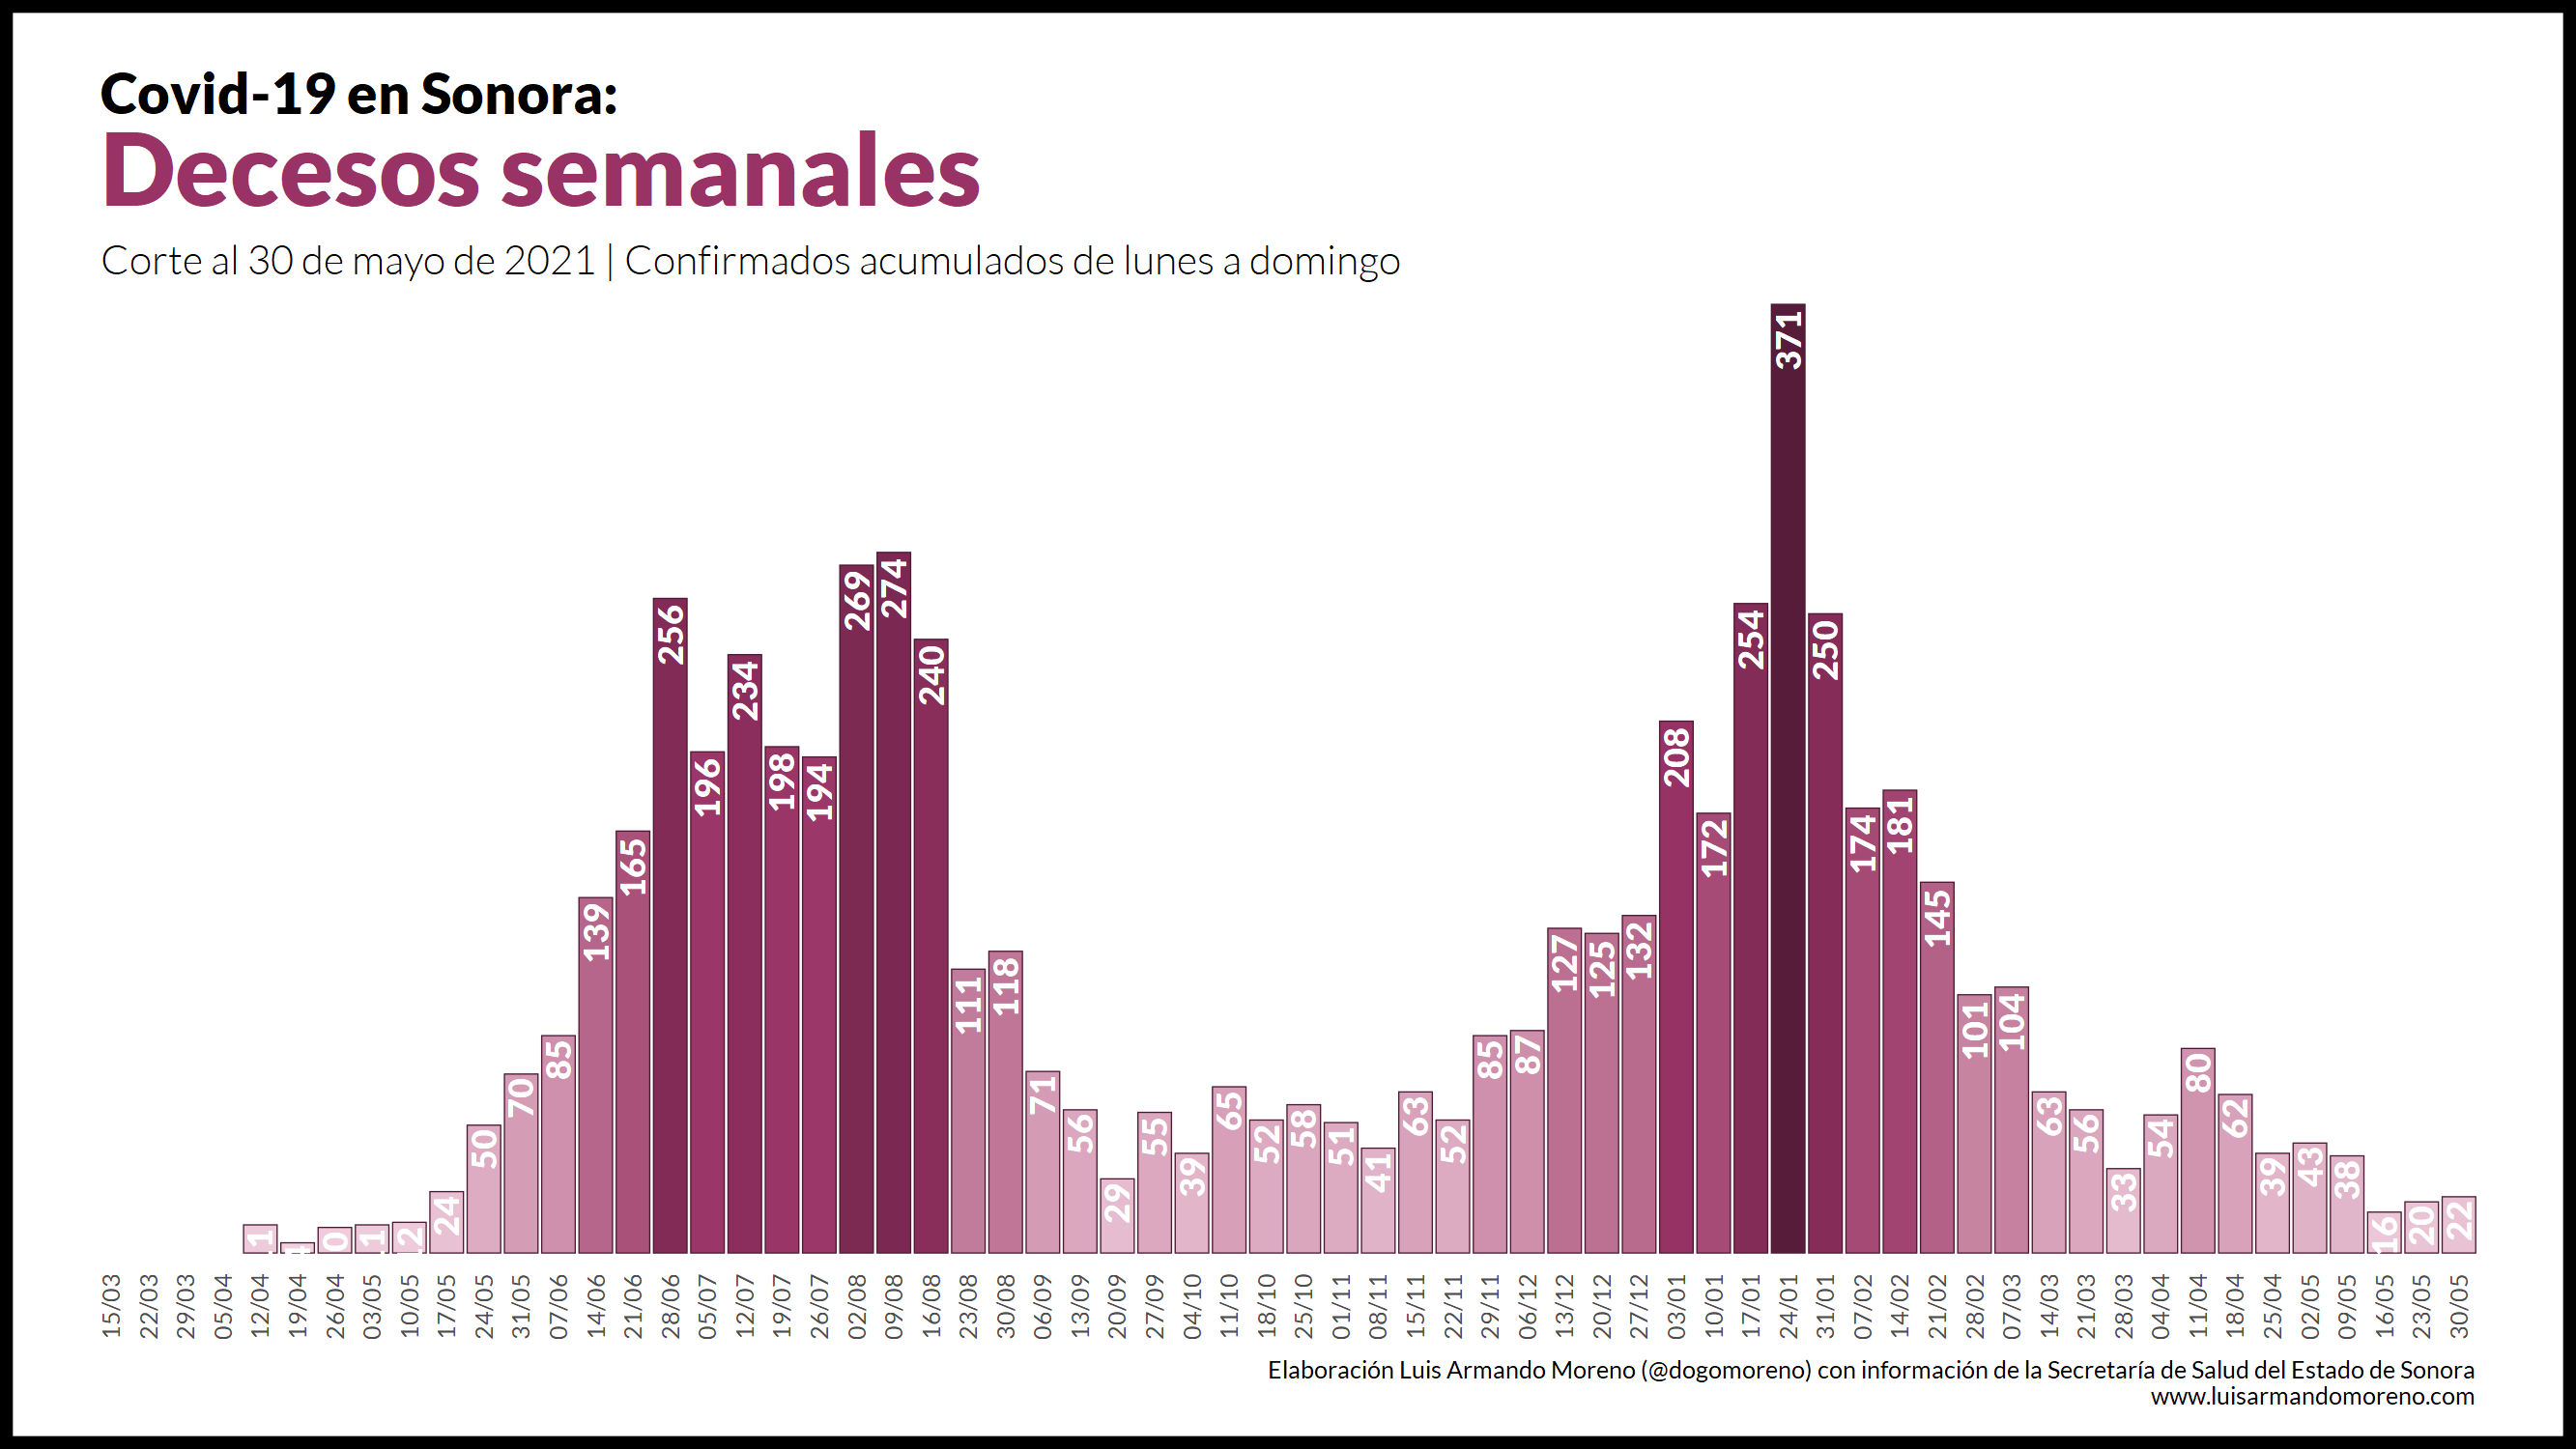 Covid-19 en Sonora:
Decesos semanales
Corte al 30 de mayo de 2021 | Confirmados acumulados de lunes a domingo
24 50 70 85 139 165 256 196 234 198 194 269 274 240 111 118 71 56 29 55 39 65 52 58 51 41 63 52 85 87 127 125 132 208 172 254 371 250 174 181 145 101 104 63 56 33 54 80 62 39 43 38 16 20 22
15/03 22/03 29/03 05/04 12/04 19/04 26/04 03/05 10/05 17/05 24/05 31/05 07/06 14/06 21/06 28/06 05/07 12/07 19/07 26/07 02/08 09/08 16/08 23/08 30/08 06/09 13/09 20/09 27/09 04/10 11/10 18/10 25/10 01/11 08/11 15/11 22/11 29/11 06/12 13/12 20/12 27/12 03/01 10/01 17/01 24/01 31/01 07/02 14/02 21/02 28/02 07/03 14/03 21/03 28/03 04/04 11/04 18/04 25/04 02/05 09/05 16/05 23/05 30/05
Elaboración Luis Armando Moreno (@dogomoreno) con información de la Secretaría de Salud del Estado de Sonora
www.luisarmandomoreno.com